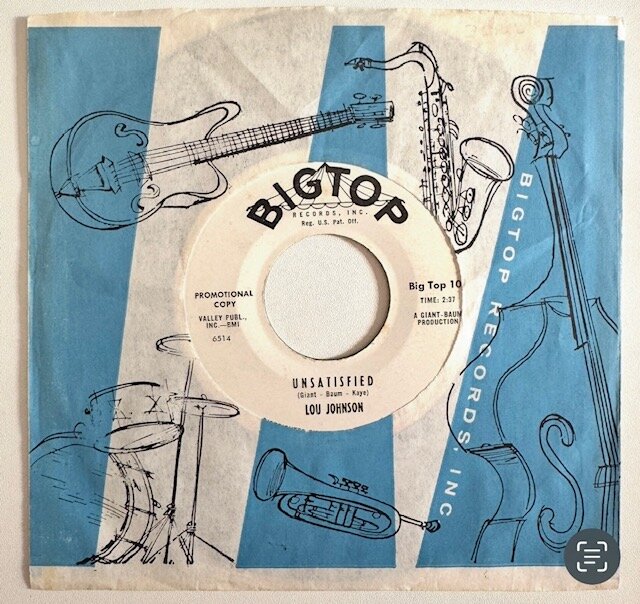 BIGTOP
RECORDS, INC.
Reg. U.S. Pat. Off.
PROMOTIONAL
COPY
VALLEY PUBL.,
INC.—BMI
6514
Big Top 10
TIME: 2:37
A GIANT-BAUM
PRODUCTION
UNSATISFIED
(Giant - Baum - Kaye)
LOU JOHNSON
BIGTOP RECORDS, INC